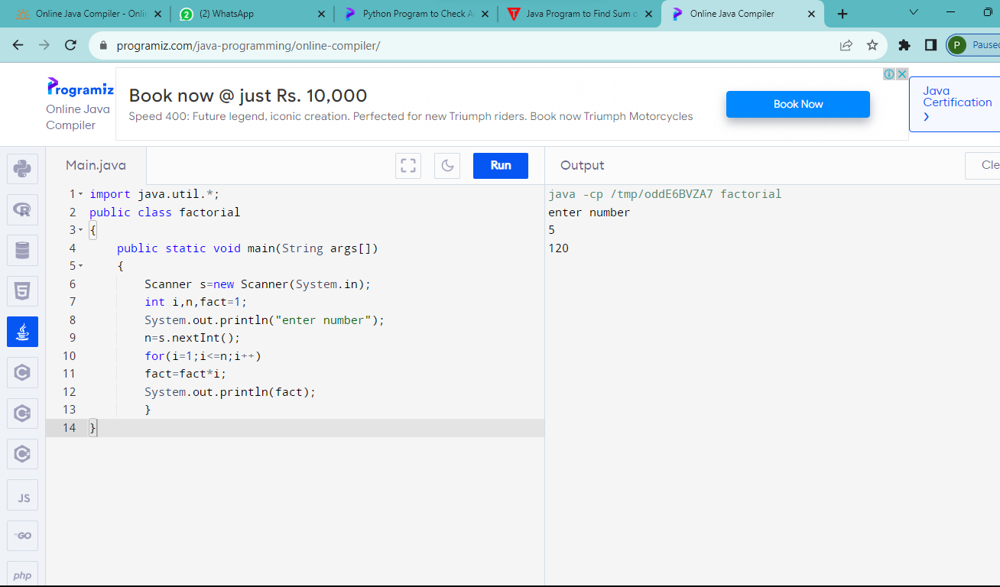 Online Java Compiler - Onlin
(2) WhatsApp
Python Program to Check A
Java Program to Find Sum o
Online Java Compiler
programiz.com/java-programming/online-compiler/
P Paused
Programiz
Online Java
Compiler
Book now @ just Rs. 10,000
Speed 400: Future legend, iconic creation. Perfected for new Triumph riders. Book now Triumph Motorcycles
Book Now
Java
Certification
Main.java
Run
Output
Cle
1 import java.util.*;
2 public class factorial
3 {
4 public static void main(String args[])
5 {
6 Scanner s=new Scanner(System.in);
7 int i,n,fact=1;
8 System.out.println("enter number");
9 n=s.nextInt();
10 for(i=1;i<=n;i++)
11 fact=fact*i;
12 System.out.println(fact);
13 }
14 }
java -cp /tmp/oddE6BVZA7 factorial
enter number
5
120
JS
GO
php